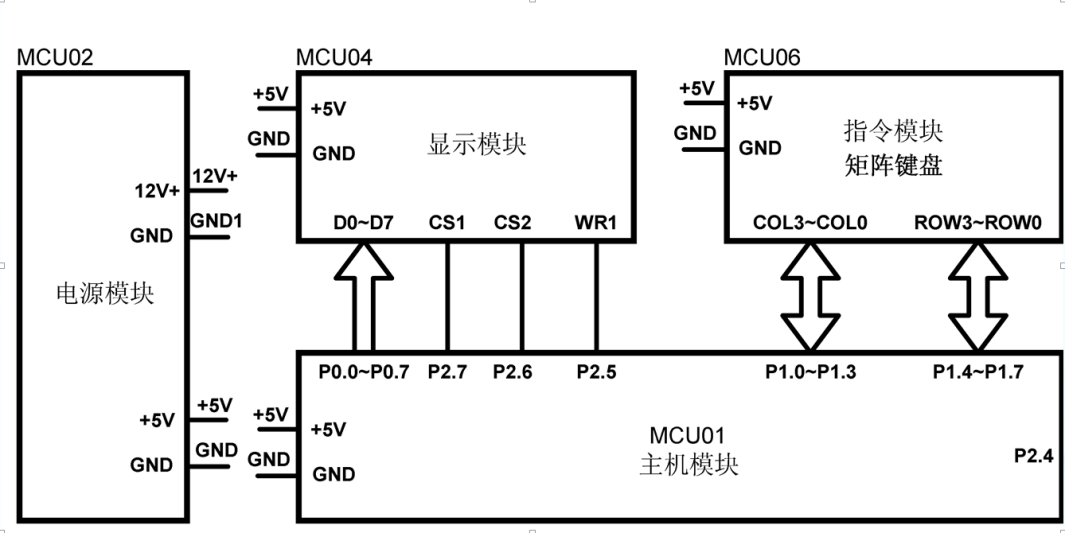 MCU02
12V+
12V+
GND1
GND
电源模块
+5V
+5V
GND
GND
MCU04
+5V
+5V
GND
GND
显示模块
D0~D7
CS1
CS2
WR1
MCU06
+5V
+5V
GND
GND
指令模块
矩阵键盘
COL3~COL0
ROW3~ROW0
P0.0~P0.7
P2.7
P2.6
P2.5
P1.0~P1.3
P1.4~P1.7
+5V
+5V
GND
GND
MCU01
主机模块
P2.4